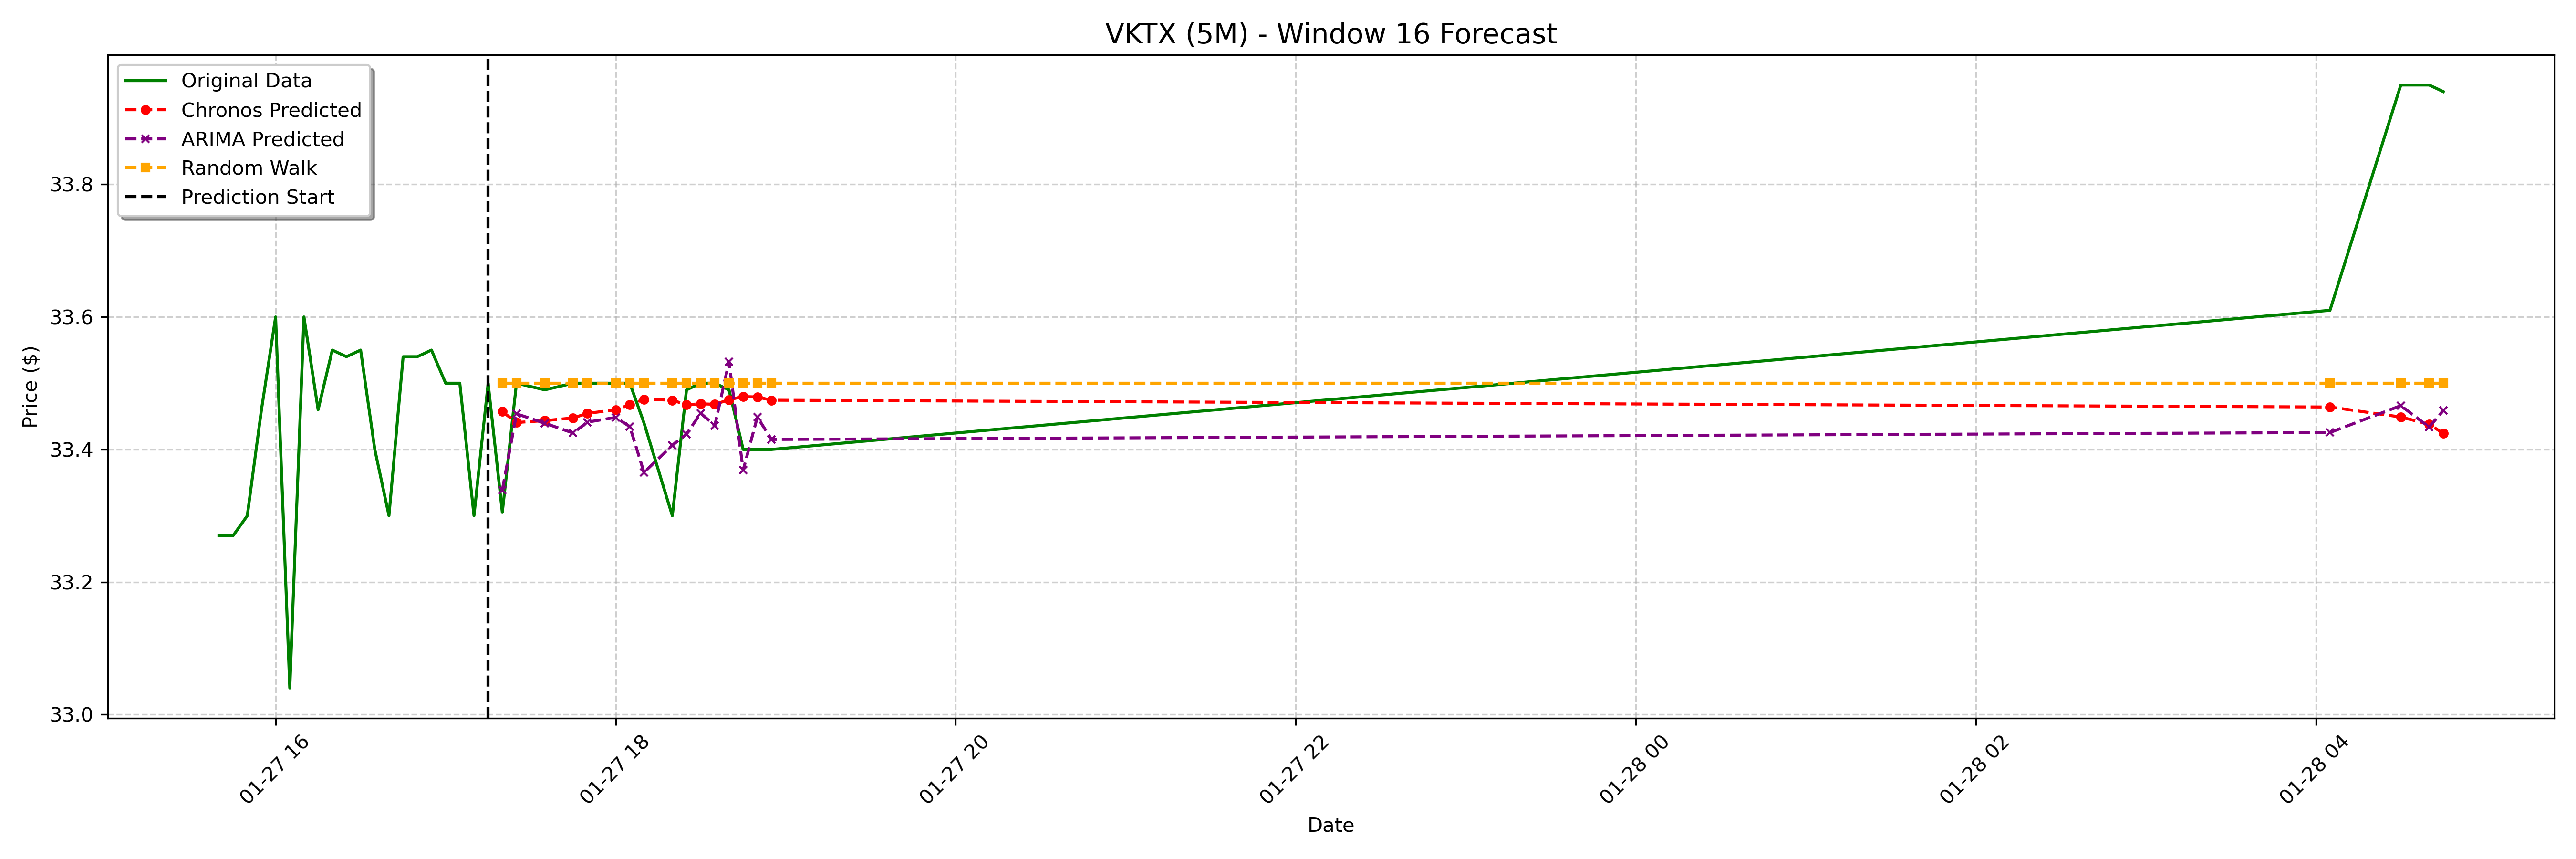 VKTX (5M) - Window 16 Forecast
Original Data
Chronos Predicted
ARIMA Predicted
Random Walk
Prediction Start
Price ($)
33.8
33.6
33.4
33.2
33.0
01-27 16
01-27 18
01-27 20
01-27 22
01-28 00
01-28 02
01-28 04
Date